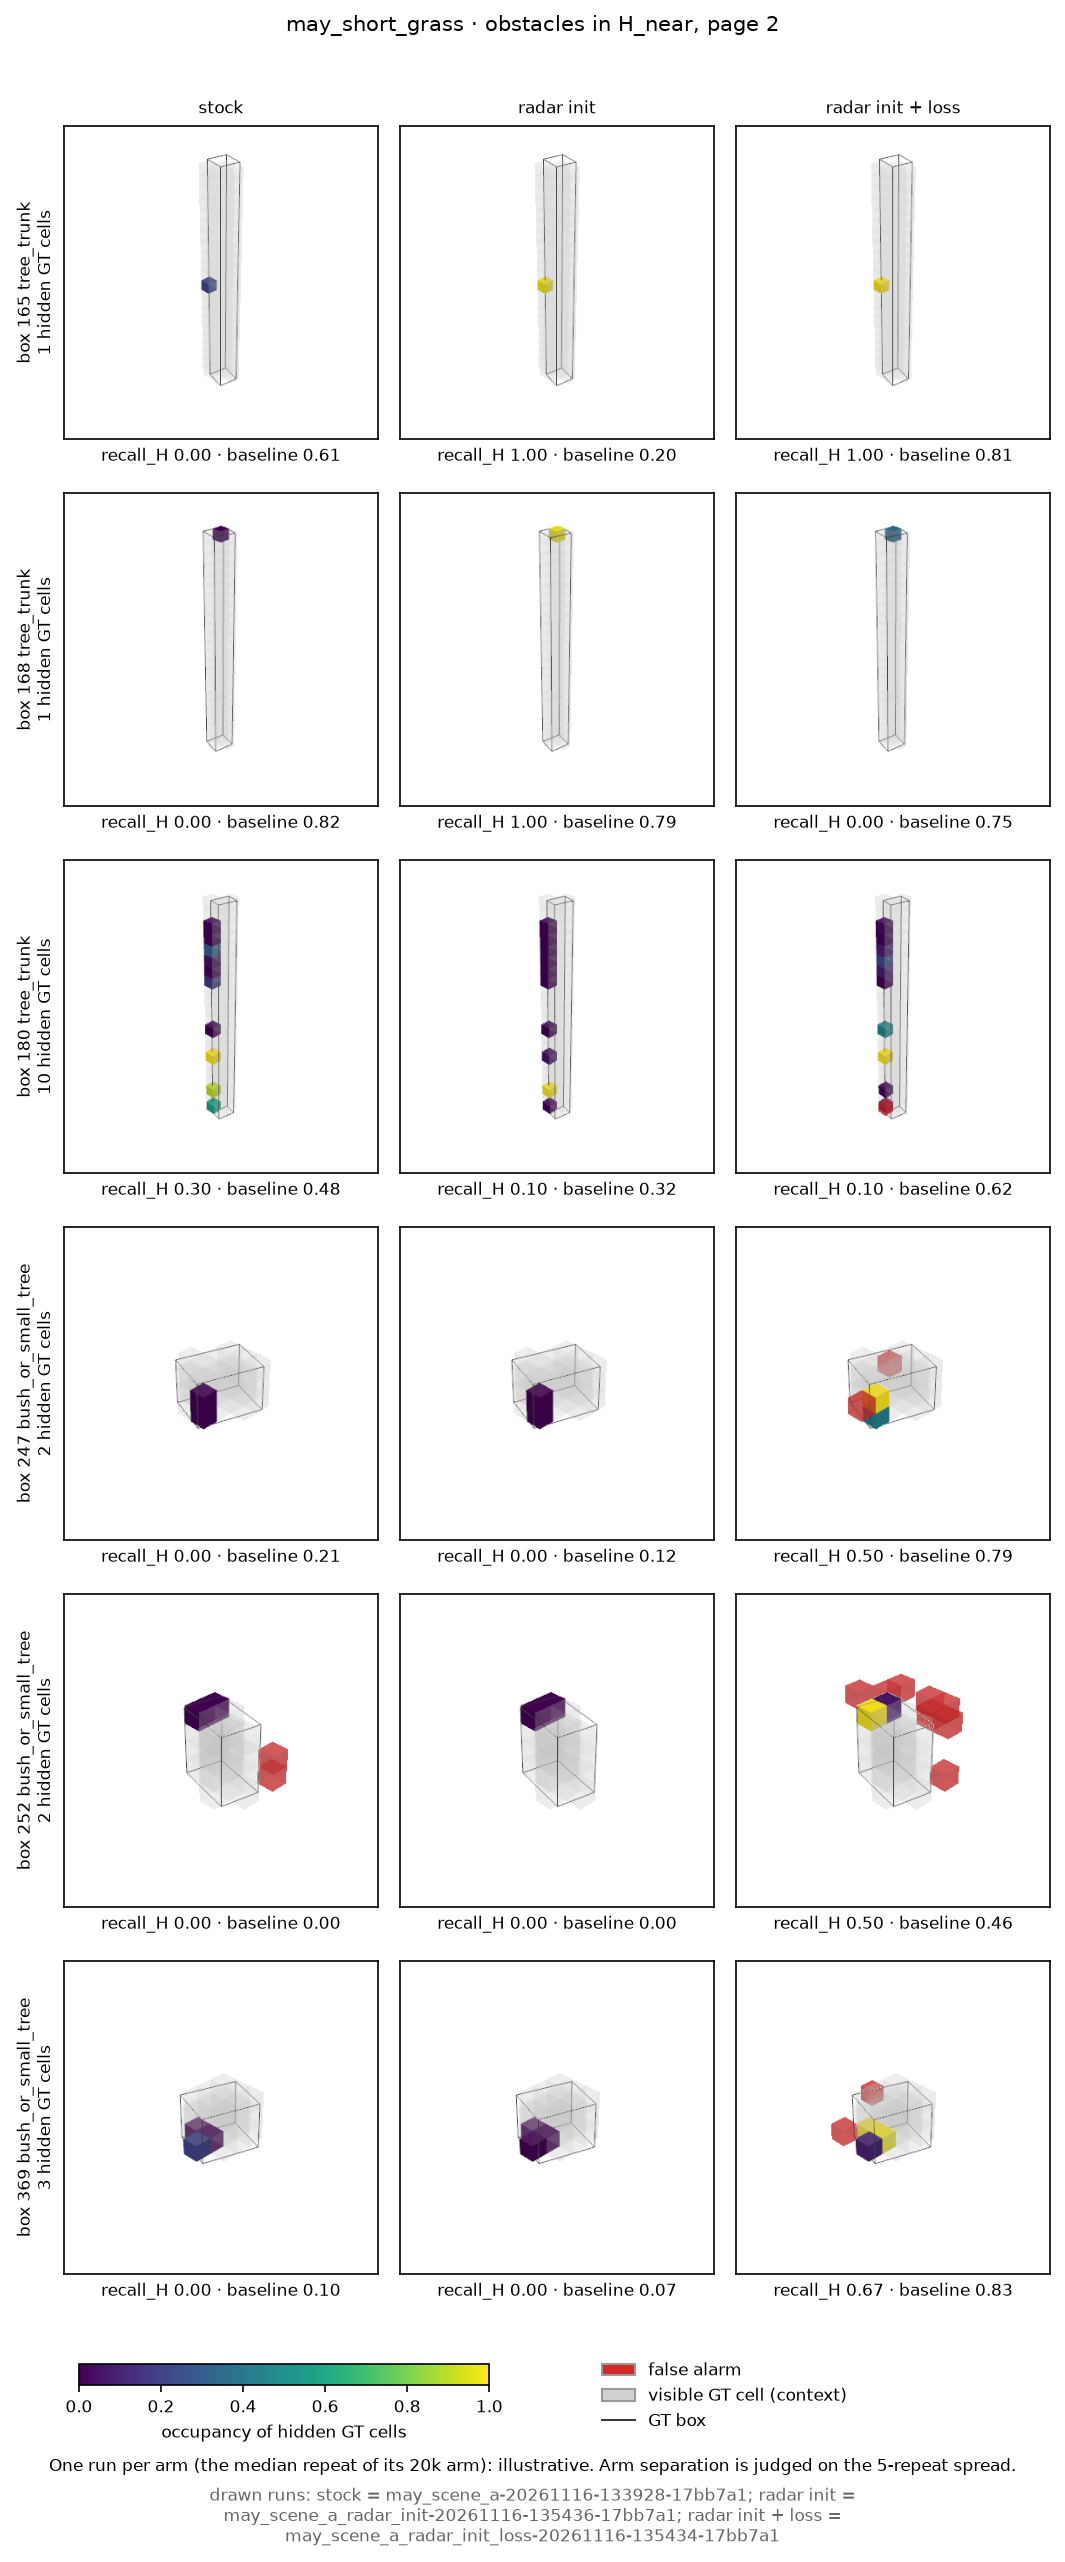 may_short_grass · obstacles in H_near, page 2
stock
radar init
radar init + loss
box 165 tree_trunk
1 hidden GT cells
recall_H 0.00 · baseline 0.61
recall_H 1.00 · baseline 0.20
recall_H 1.00 · baseline 0.81
box 168 tree_trunk
1 hidden GT cells
recall_H 0.00 · baseline 0.82
recall_H 1.00 · baseline 0.79
recall_H 0.00 · baseline 0.75
box 180 tree_trunk
10 hidden GT cells
recall_H 0.30 · baseline 0.48
recall_H 0.10 · baseline 0.32
recall_H 0.10 · baseline 0.62
box 247 bush_or_small_tree
2 hidden GT cells
recall_H 0.00 · baseline 0.21
recall_H 0.00 · baseline 0.12
recall_H 0.50 · baseline 0.79
box 252 bush_or_small_tree
2 hidden GT cells
recall_H 0.00 · baseline 0.00
recall_H 0.00 · baseline 0.00
recall_H 0.50 · baseline 0.46
box 369 bush_or_small_tree
3 hidden GT cells
recall_H 0.00 · baseline 0.10
recall_H 0.00 · baseline 0.07
recall_H 0.67 · baseline 0.83
0.0 0.2 0.4 0.6 0.8 1.0
occupancy of hidden GT cells
false alarm
visible GT cell (context)
GT box
One run per arm (the median repeat of its 20k arm): illustrative. Arm separation is judged on the 5-repeat spread.
drawn runs: stock = may_scene_a-20261116-133928-17bb7a1; radar init =
may_scene_a_radar_init-20261116-135436-17bb7a1; radar init + loss =
may_scene_a_radar_init_loss-20261116-135434-17bb7a1